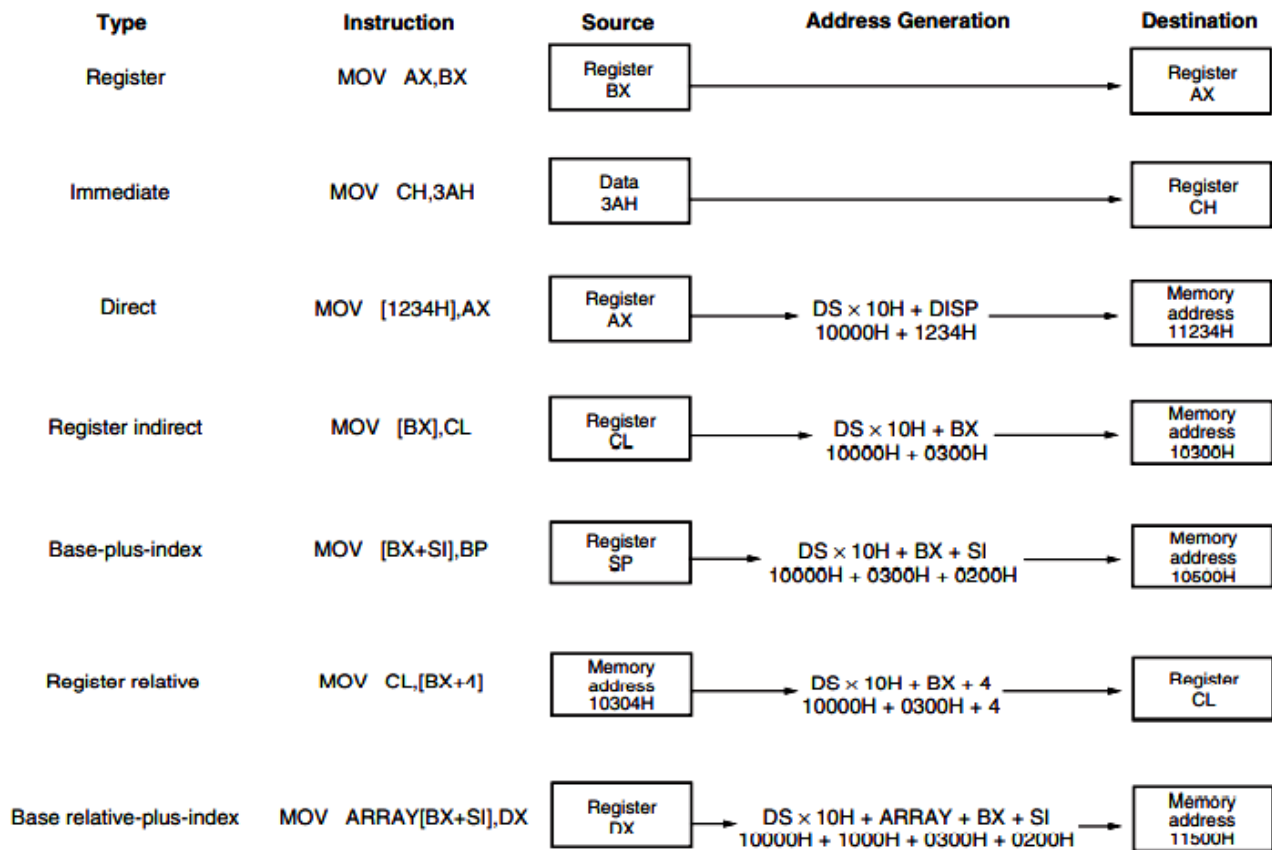 Type Instruction Source Address Generation Destination
Register MOV AX,BX Register BX Register AX
Immediate MOV CH,3AH Data 3AH Register CH
Direct MOV [1234H],AX Register AX DS × 10H + DISP Memory address 11234H
10000H + 1234H
Register indirect MOV [BX],CL Register CL DS × 10H + BX Memory address 10300H
10000H + 0300H
Base-plus-index MOV [BX+SI],BP Register SP DS × 10H + BX + SI Memory address 10500H
10000H + 0300H + 0200H
Register relative MOV CL,[BX+4] Memory address 10304H DS × 10H + BX + 4 Register CL
10000H + 0300H + 4
Base relative-plus-index MOV ARRAY[BX+SI],DX Register DX DS × 10H + ARRAY + BX + SI Memory address 11500H
10000H + 1000H + 0300H + 0200H